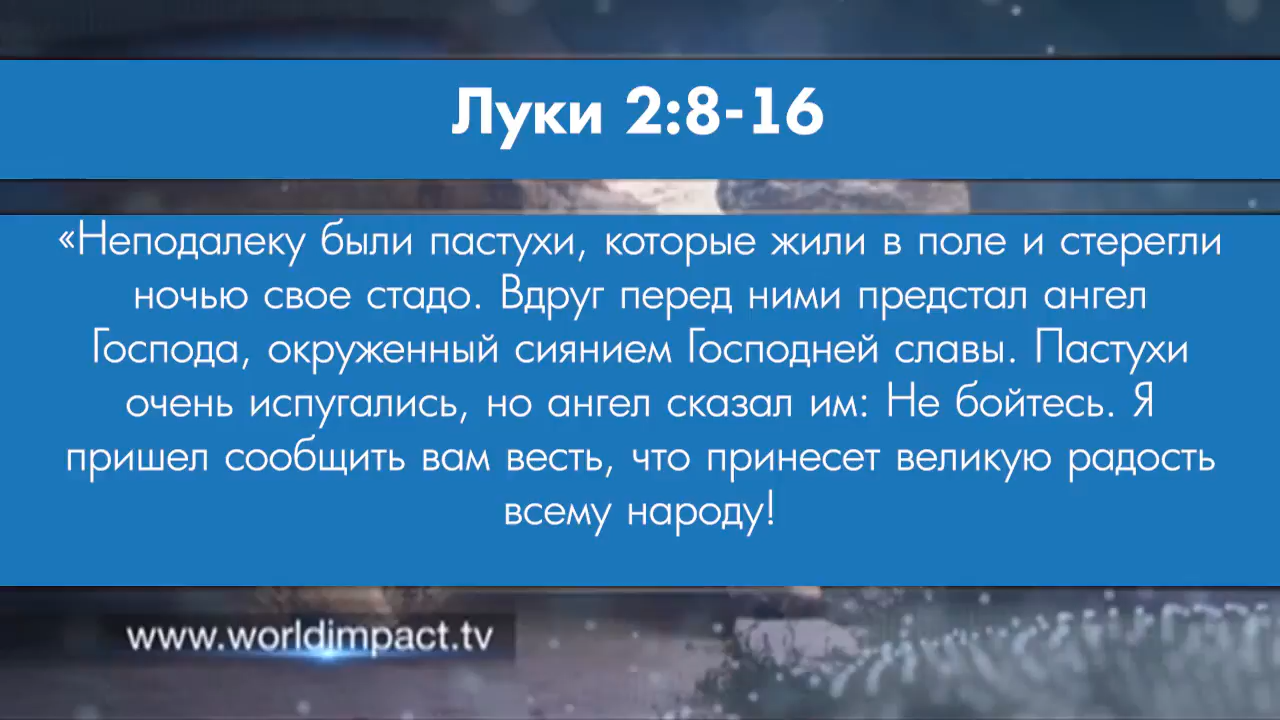 Луки 2:8-16
«Неподалеку были пастухи, которые жили в поле и стерегли
ночью свое стадо. Вдруг перед ними предстал ангел
Господа, окруженный сиянием Господней славы. Пастухи
очень испугались, но ангел сказал им: Не бойтесь. Я
пришел сообщить вам весть, что принесет великую радость
всему народу!
www.worldimpact.tv